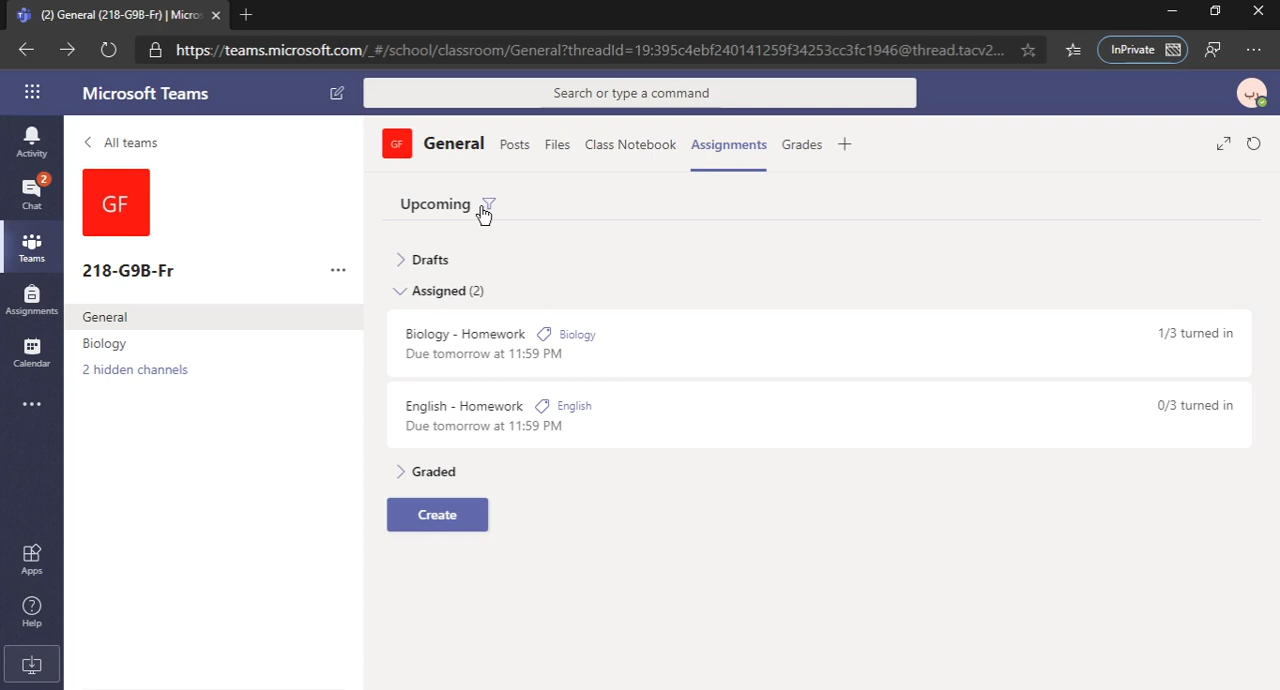 (2) General (218-G9B-Fr) | Micros
https://teams.microsoft.com/_#/school/classroom/General?threadId=19:395c4ebf240141259f34253cc3fc1946@thread.tacv2...
InPrivate
Microsoft Teams
Search or type a command
رب
Activity
2
Chat
Teams
Assignments
Calendar
Apps
Help
All teams
GF
218-G9B-Fr
General
Biology
2 hidden channels
GF
General
Posts
Files
Class Notebook
Assignments
Grades
Upcoming
Drafts
Assigned (2)
Biology - Homework
Biology
1/3 turned in
Due tomorrow at 11:59 PM
English - Homework
English
0/3 turned in
Due tomorrow at 11:59 PM
Graded
Create